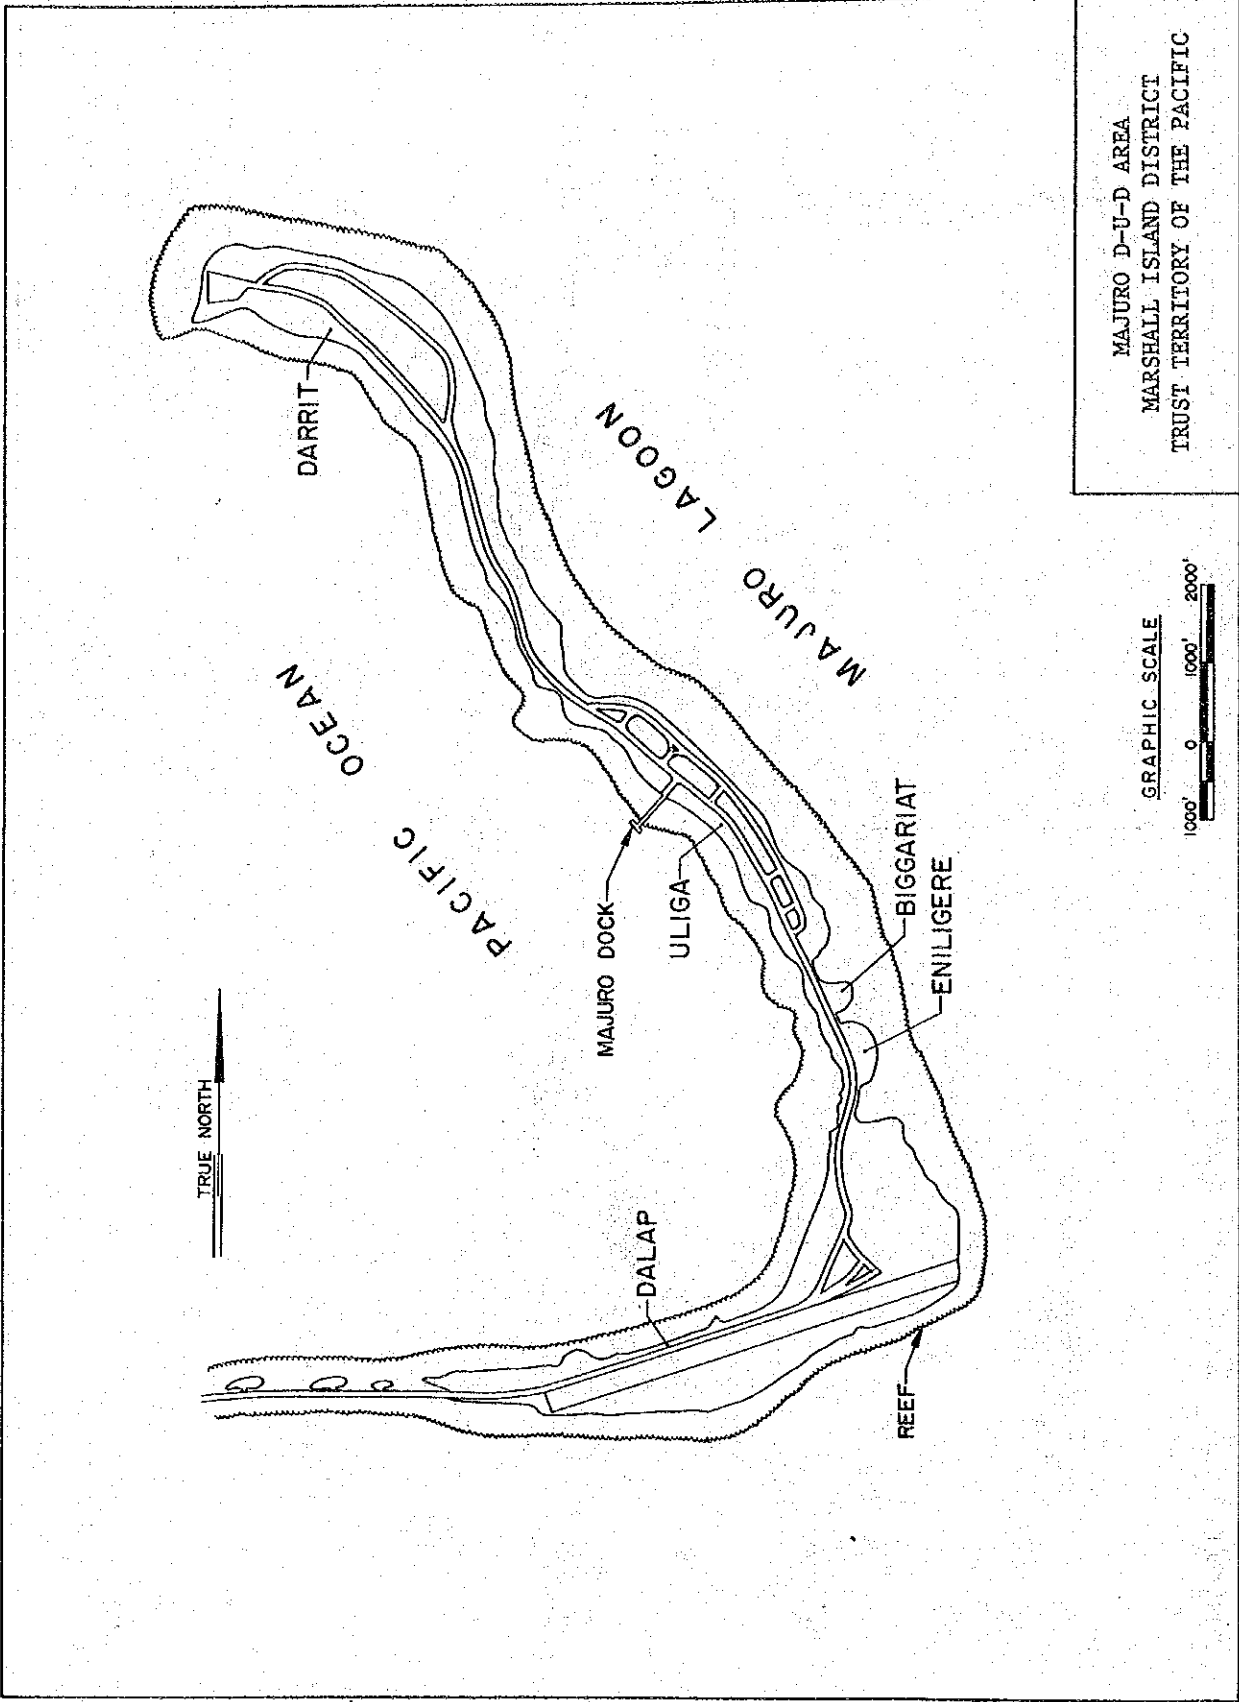 TRUE NORTH
DARRIT
PACIFIC OCEAN
MAJURO LAGOON
MAJURO DOCK
ULIGA
BIGGARIAT
ENILIGERE
DALAP
REEF
GRAPHIC SCALE
1000' 0 1000' 2000'
MAJURO D-U-D AREA
MARSHALL ISLAND DISTRICT
TRUST TERRITORY OF THE PACIFIC